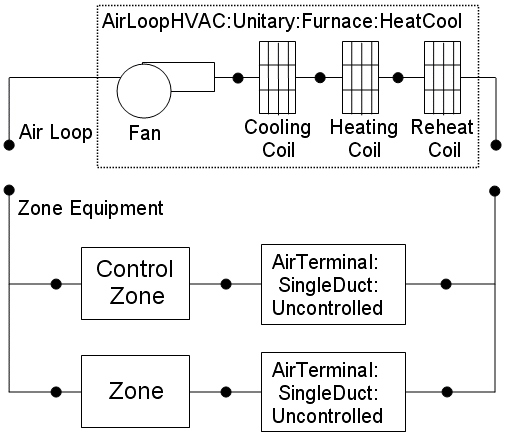 AirLoopHVAC:Unitary:Furnace:HeatCool
Air Loop
Fan
Cooling
Coil
Heating
Coil
Reheat
Coil
Zone Equipment
Control
Zone
AirTerminal:
SingleDuct:
Uncontrolled
Zone
AirTerminal:
SingleDuct:
Uncontrolled